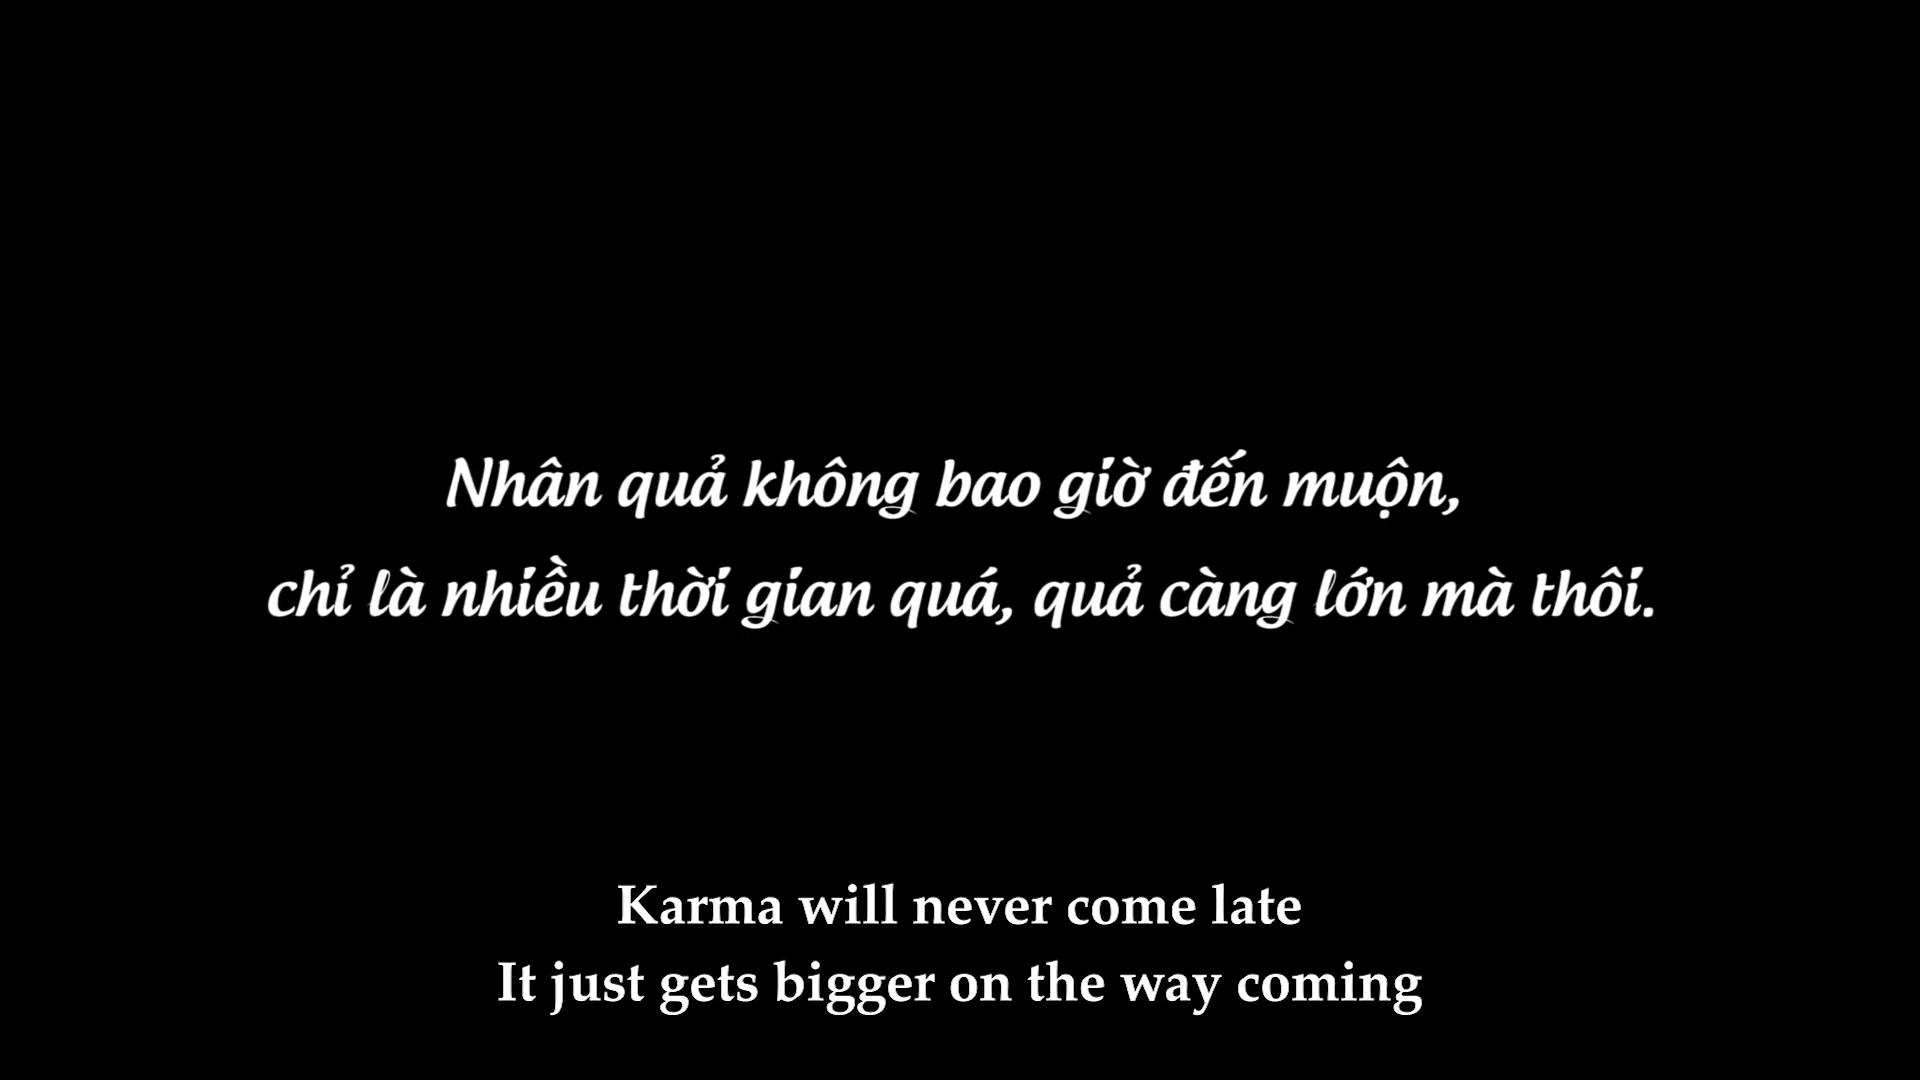 Nhân quả không bao giờ đến muộn,
chỉ là nhiều thời gian quá, quả càng lớn mà thôi.
Karma will never come late
It just gets bigger on the way coming